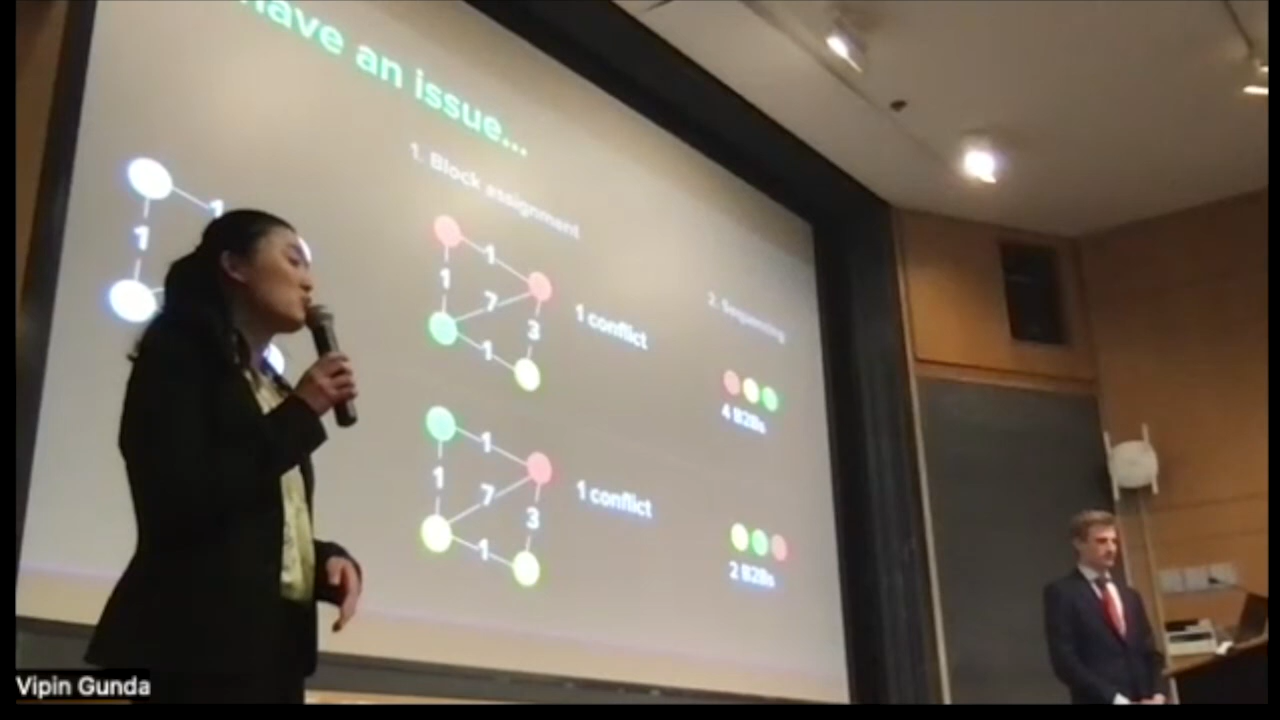 have an issue...
1. Block assignment
2. Sequencing
1
1
1
1
7
3
1
1 conflict
4 B2Bs
1
1
7
3
1
1 conflict
2 B2Bs
Vipin Gunda